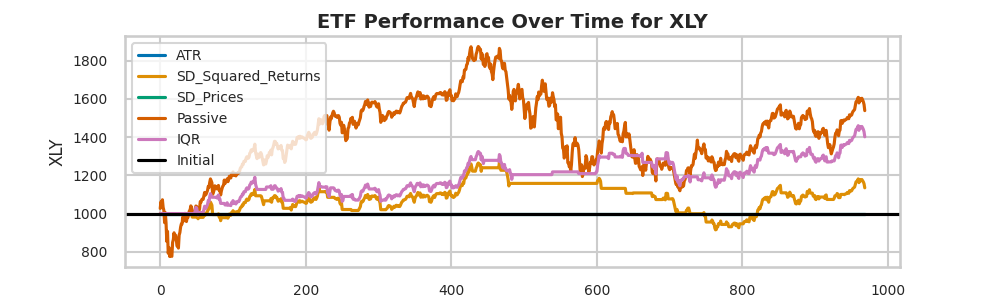 ETF Performance Over Time for XLY
ATR
SD_Squared_Returns
SD_Prices
Passive
IQR
Initial
XLY
1800
1600
1400
1200
1000
800
0 200 400 600 800 1000